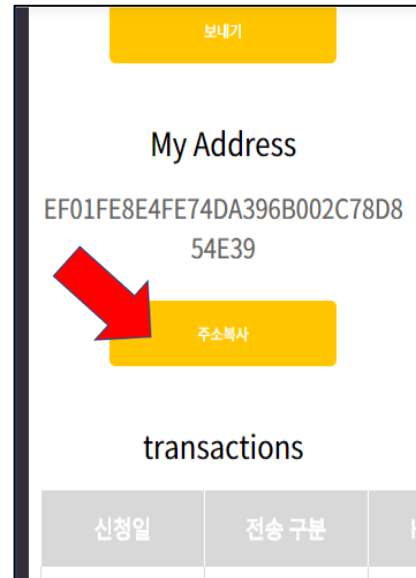 보내기
My Address
EF01FE8E4FE74DA396B002C78D8
54E39
주소복사
transactions
신청일 전송 구분